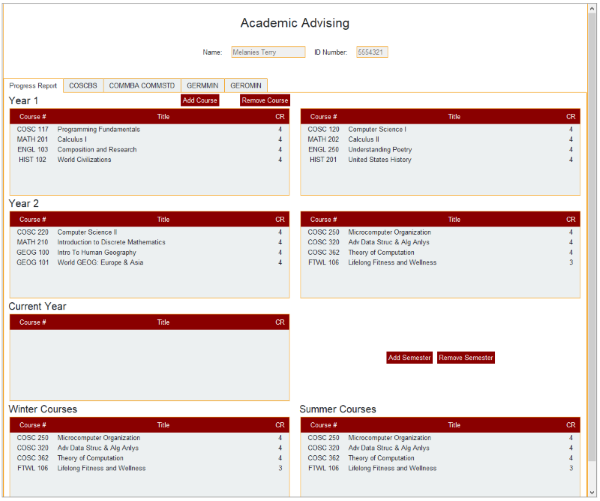 Academic Advising
Name: Melanies Terry ID Number: 5554321
Progress Report COSCBS COMMBA COMMSTD GERMMIN GEROMIN
Year 1 Add Course Remove Course
Course # Title CR
COSC 117 Programming Fundamentals 4
MATH 201 Calculus I 4
ENGL 103 Composition and Research 4
HIST 102 World Civilizations 4
Course # Title CR
COSC 120 Computer Science I 4
MATH 202 Calculus II 4
ENGL 250 Understanding Poetry 4
HIST 201 United States History 4
Year 2
Course # Title CR
COSC 220 Computer Science II 4
MATH 210 Introduction to Discrete Mathematics 4
GEOG 100 Intro To Human Geography 4
GEOG 101 World GEOG: Europe & Asia 4
Course # Title CR
COSC 250 Microcomputer Organization 4
COSC 320 Adv Data Struc & Alg Anlys 4
COSC 362 Theory of Computation 4
FTWL 106 Lifelong Fitness and Wellness 3
Current Year
Course # Title CR
Add Semester Remove Semester
Winter Courses
Course # Title CR
COSC 250 Microcomputer Organization 4
COSC 320 Adv Data Struc & Alg Anlys 4
COSC 362 Theory of Computation 4
FTWL 106 Lifelong Fitness and Wellness 3
Summer Courses
Course # Title CR
COSC 250 Microcomputer Organization 4
COSC 320 Adv Data Struc & Alg Anlys 4
COSC 362 Theory of Computation 4
FTWL 106 Lifelong Fitness and Wellness 3